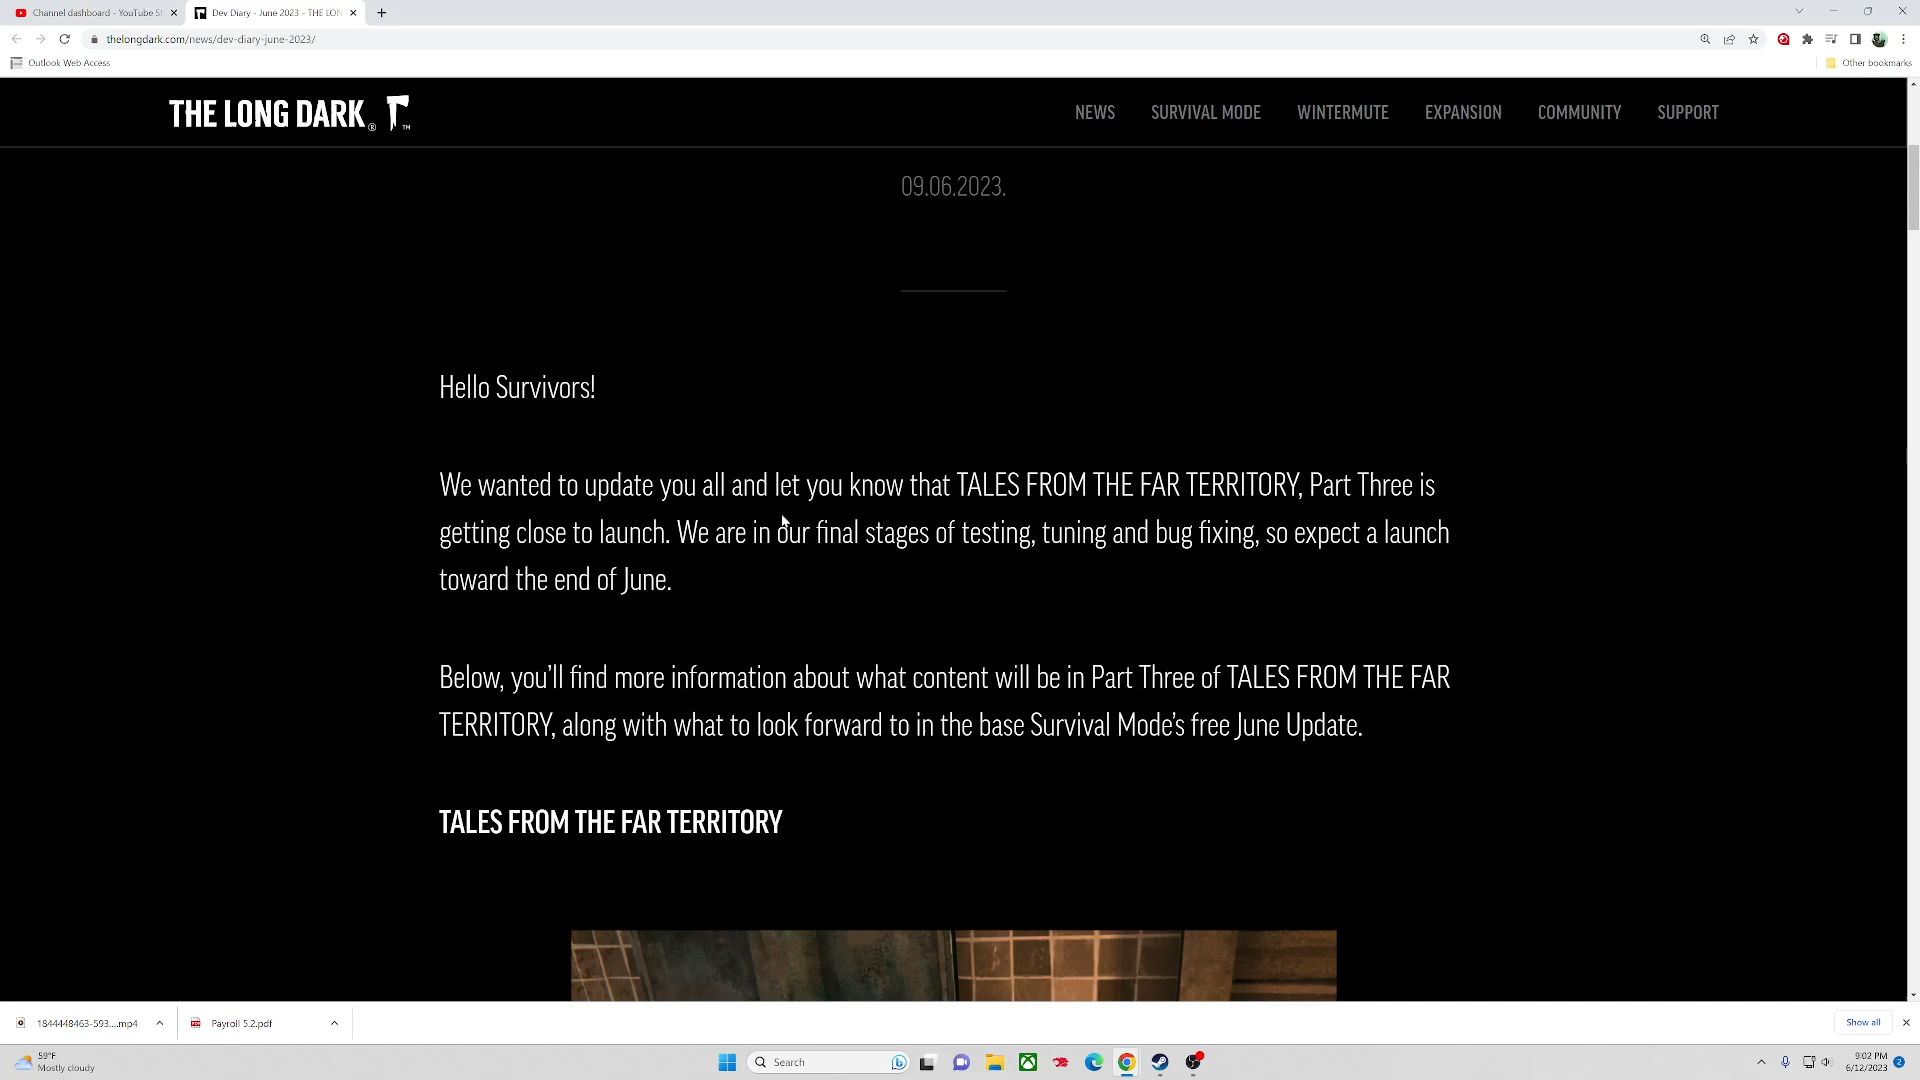 Channel dashboard - YouTube St
Dev Diary - June 2023 - THE LON
thelongdark.com/news/dev-diary-june-2023/
Outlook Web Access
Other bookmarks
THE LONG DARK ® ™
NEWS SURVIVAL MODE WINTERMUTE EXPANSION COMMUNITY SUPPORT
09.06.2023.
Hello Survivors!
We wanted to update you all and let you know that TALES FROM THE FAR TERRITORY, Part Three is
getting close to launch. We are in our final stages of testing, tuning and bug fixing, so expect a launch
toward the end of June.
Below, you’ll find more information about what content will be in Part Three of TALES FROM THE FAR
TERRITORY, along with what to look forward to in the base Survival Mode’s free June Update.
TALES FROM THE FAR TERRITORY
1844448463-593....mp4
Payroll 5.2.pdf
Show all
59°F
Mostly cloudy
Search
9:02 PM
6/12/2023
2